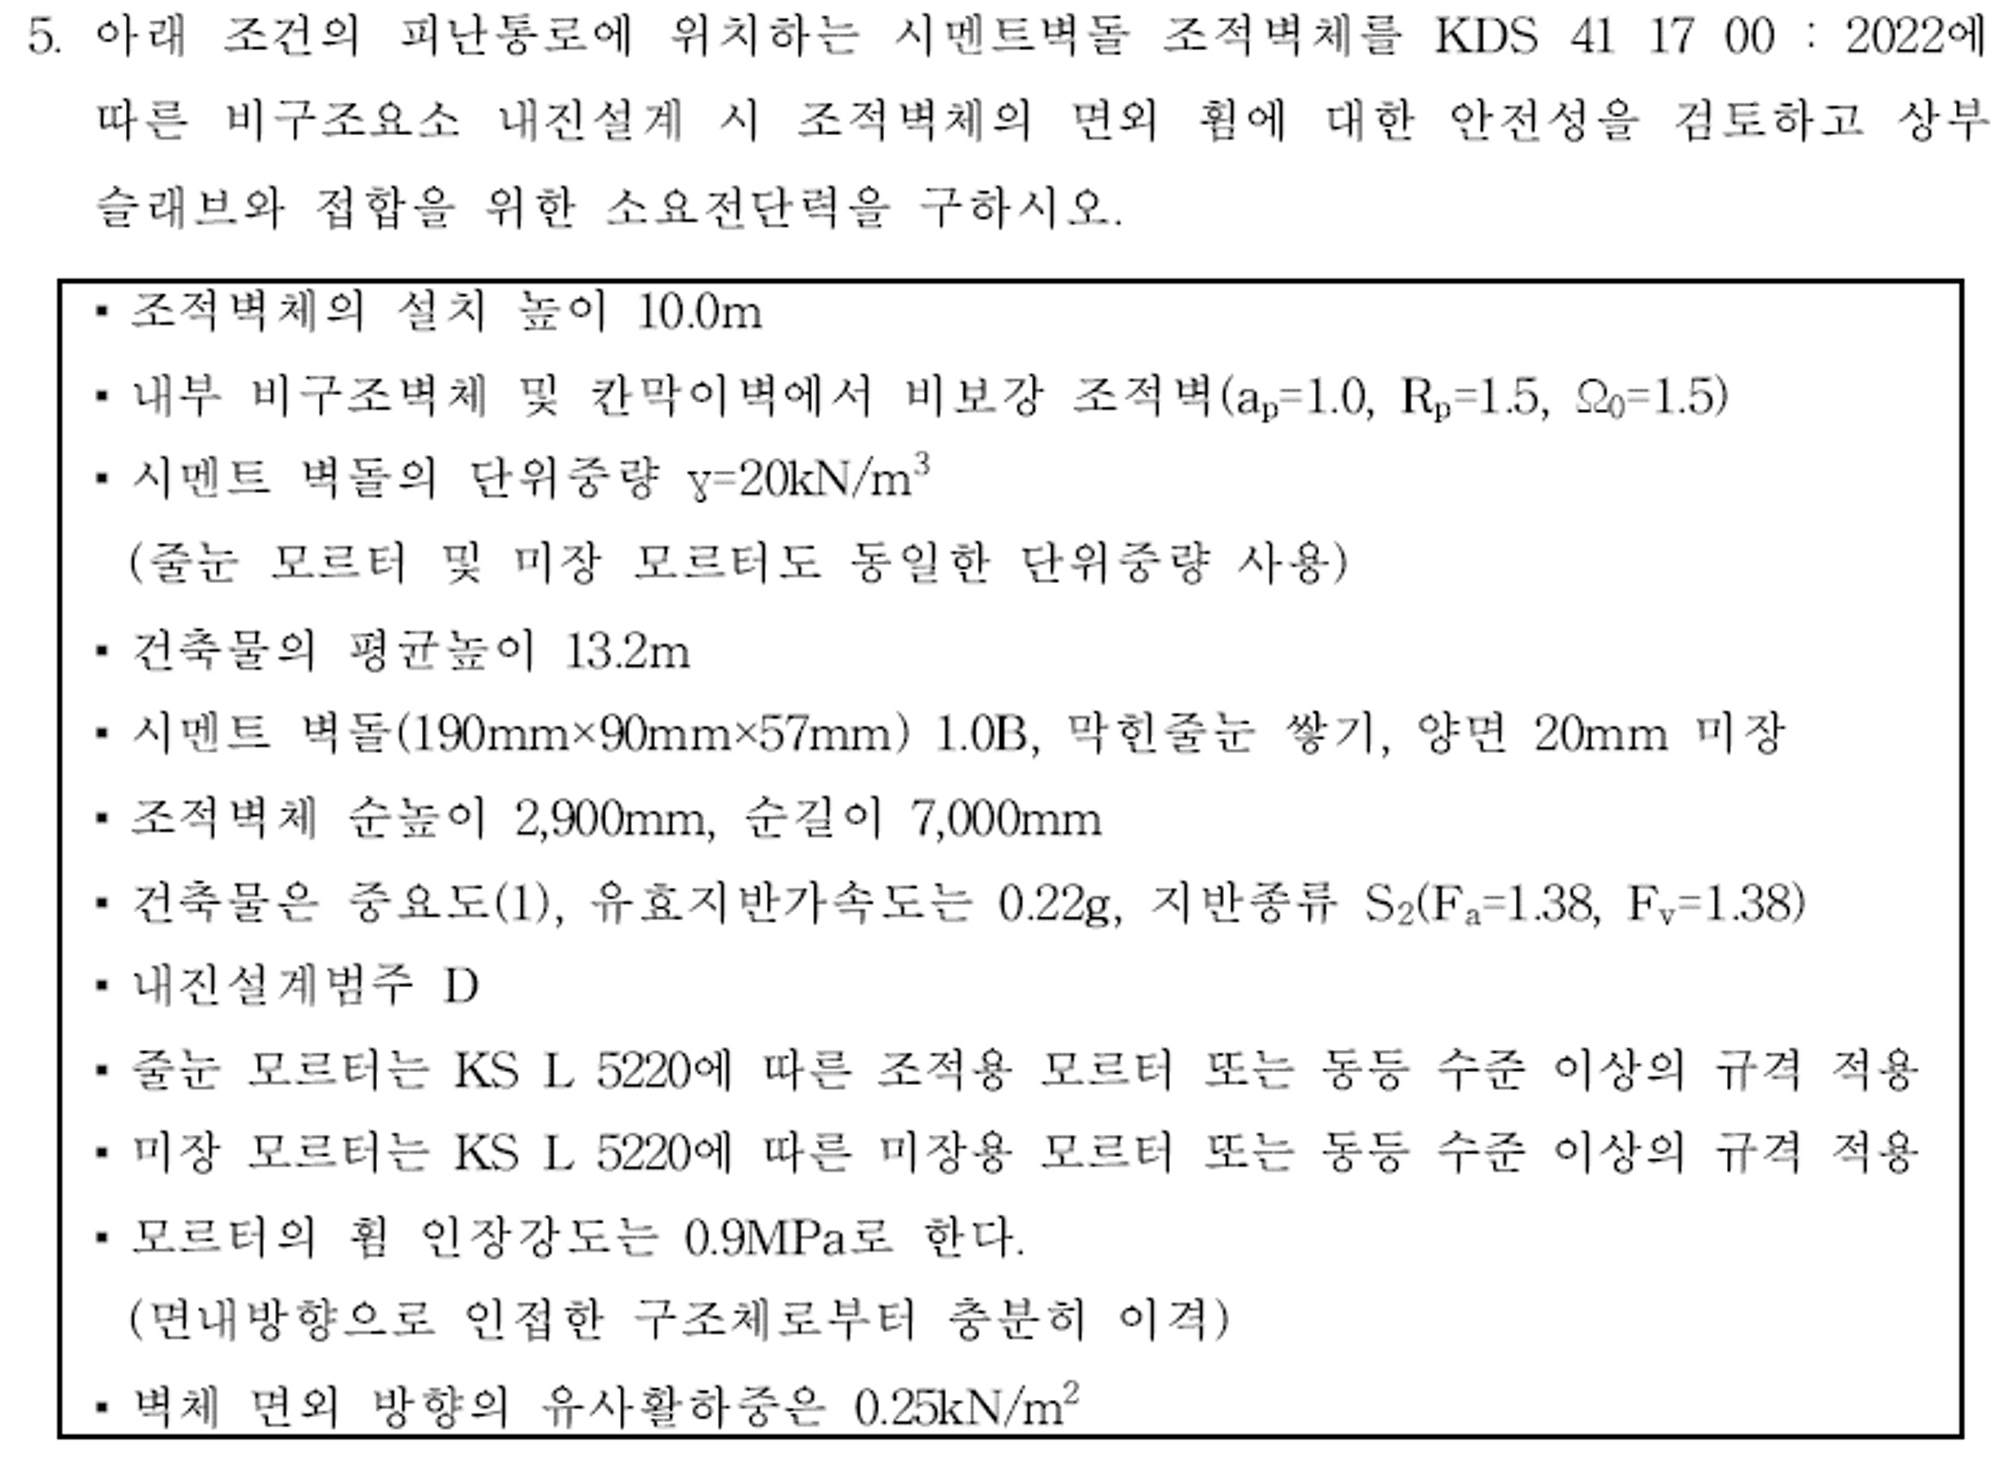 5. 아래 조건의 피난통로에 위치하는 시멘트벽돌 조적벽체를 KDS 41 17 00 : 2022에
따른 비구조요소 내진설계 시 조적벽체의 면외 휨에 대한 안전성을 검토하고 상부
슬래브와 접합을 위한 소요전단력을 구하시오.
▪ 조적벽체의 설치 높이 10.0m
▪ 내부 비구조벽체 및 칸막이벽에서 비보강 조적벽(aₚ=1.0, Rₚ=1.5, Ω₀=1.5)
▪ 시멘트 벽돌의 단위중량 ɣ=20kN/m³
(줄눈 모르터 및 미장 모르터도 동일한 단위중량 사용)
▪ 건축물의 평균높이 13.2m
▪ 시멘트 벽돌(190mm×90mm×57mm) 1.0B, 막힌줄눈 쌓기, 양면 20mm 미장
▪ 조적벽체 순높이 2,900mm, 순길이 7,000mm
▪ 건축물은 중요도(1), 유효지반가속도는 0.22g, 지반종류 S₂(Fₐ=1.38, Fᵥ=1.38)
▪ 내진설계범주 D
▪ 줄눈 모르터는 KS L 5220에 따른 조적용 모르터 또는 동등 수준 이상의 규격 적용
▪ 미장 모르터는 KS L 5220에 따른 미장용 모르터 또는 동등 수준 이상의 규격 적용
▪ 모르터의 휨 인장강도는 0.9MPa로 한다.
(면내방향으로 인접한 구조체로부터 충분히 이격)
▪ 벽체 면외 방향의 유사활하중은 0.25kN/m²